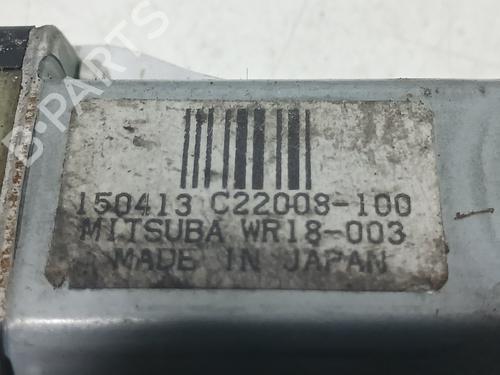 150413 C22008-100
MITSUBA WR18-003
MADE IN JAPAN
B-PARTS